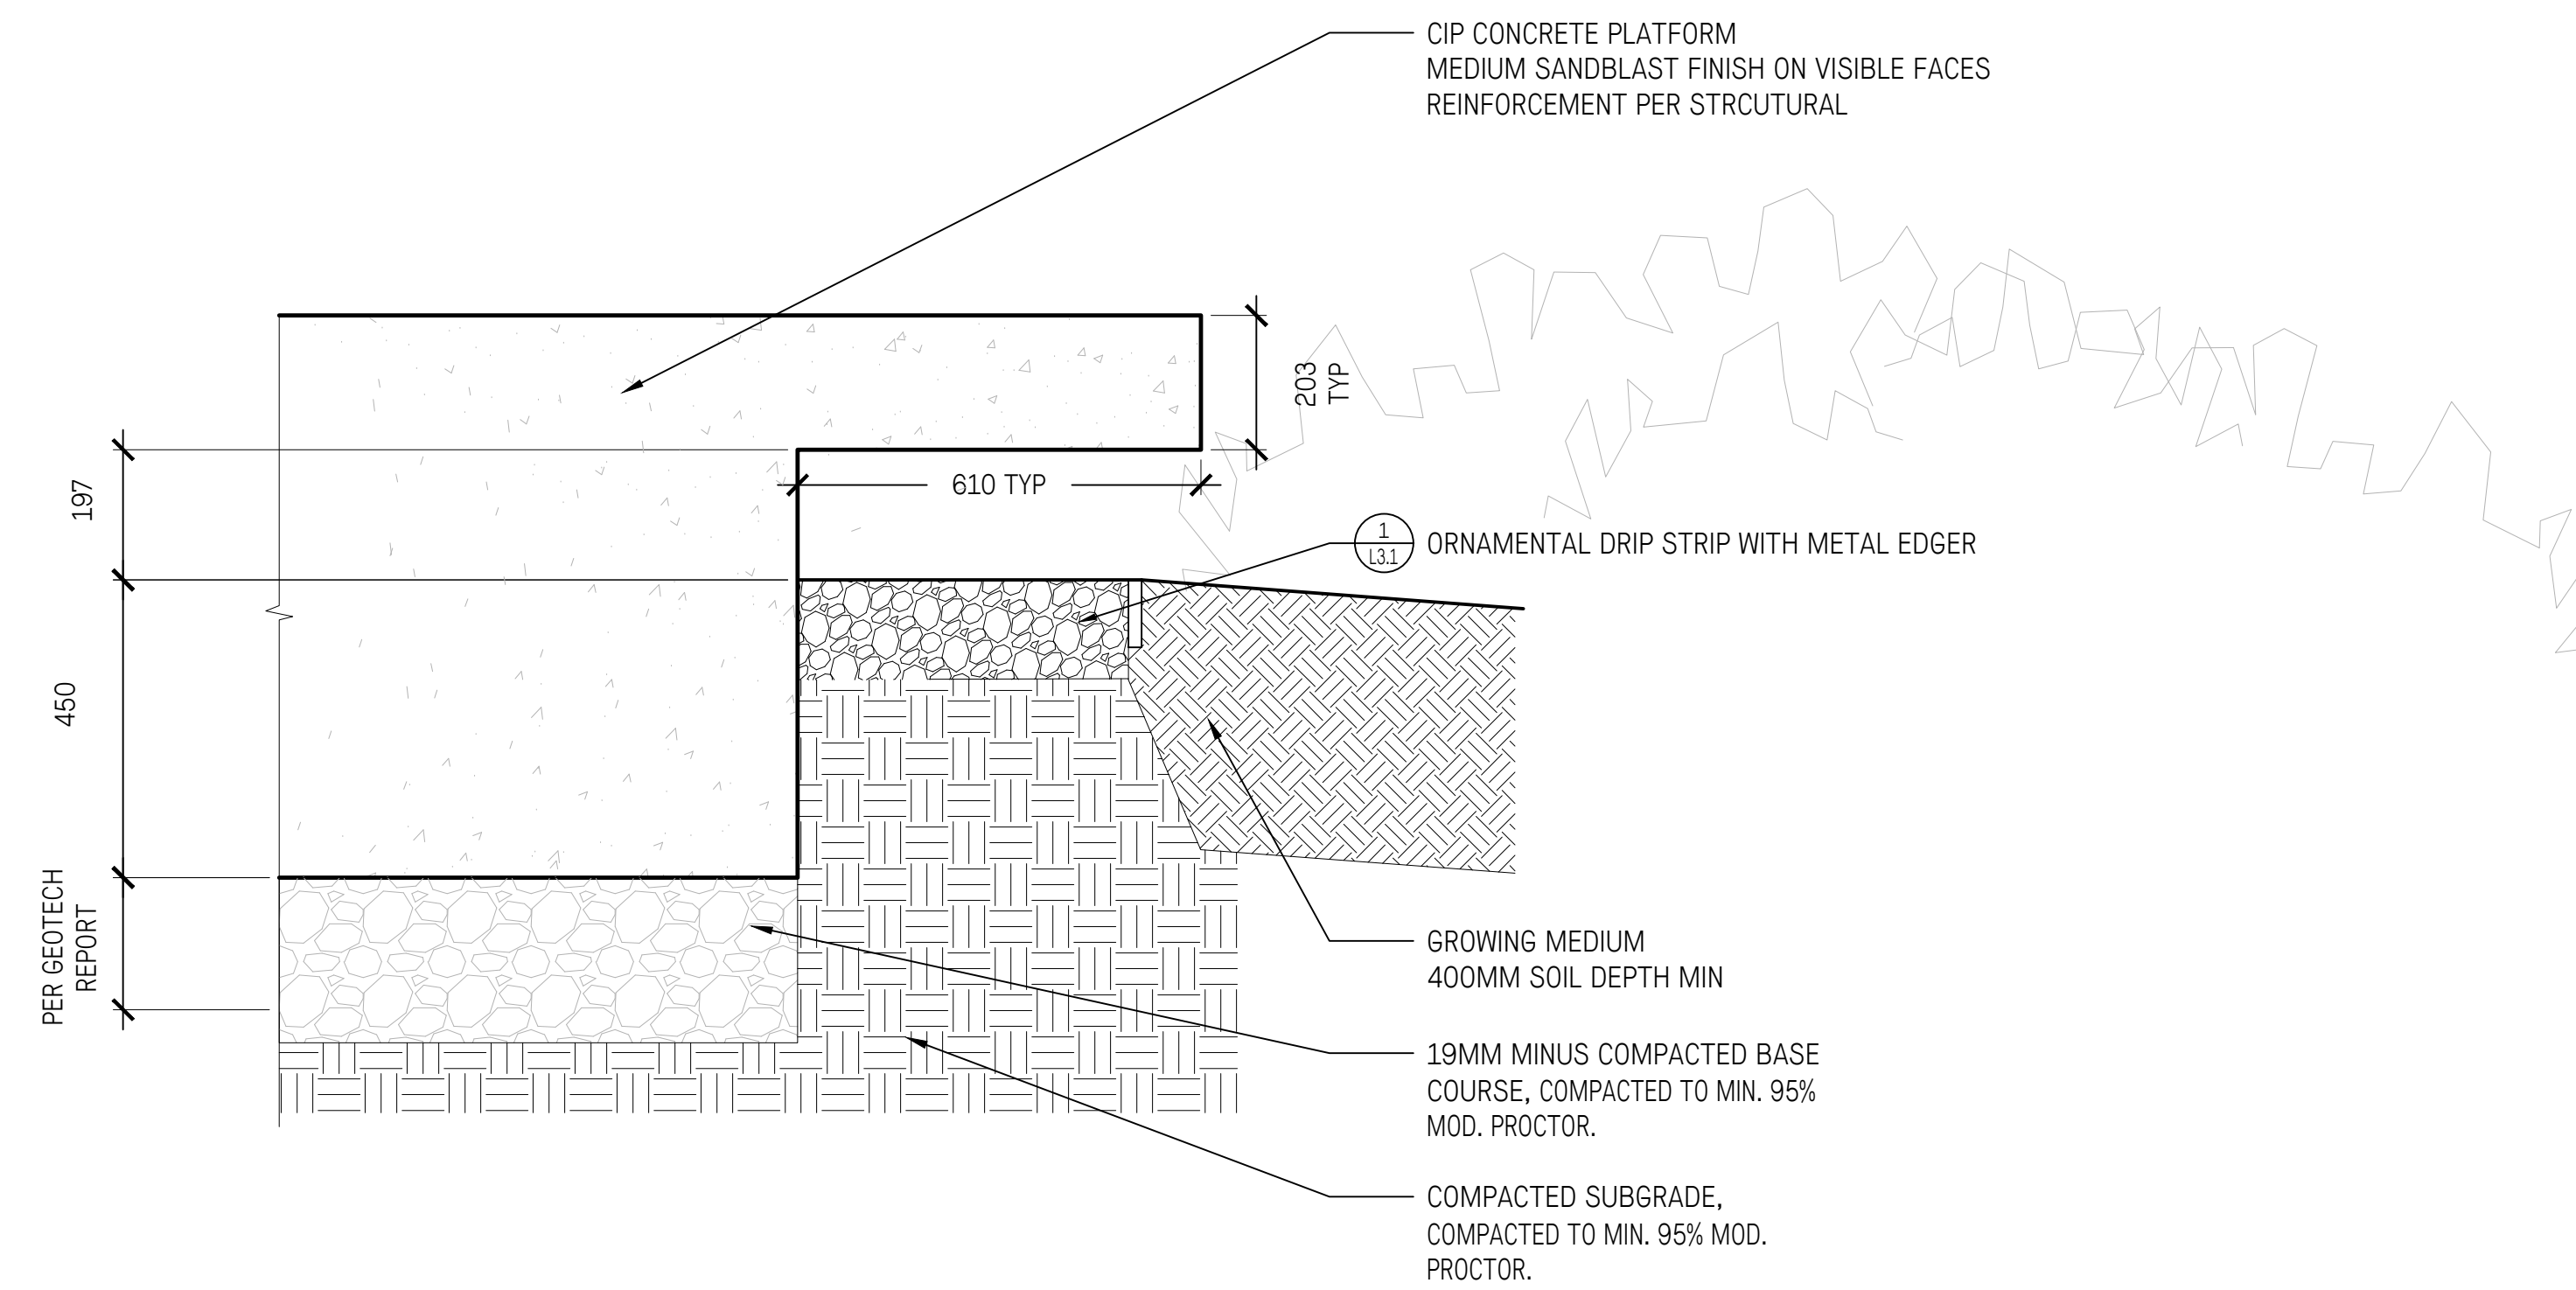 CIP CONCRETE PLATFORM
MEDIUM SANDBLAST FINISH ON VISIBLE FACES
REINFORCEMENT PER STRCUTURAL
203
TYP
197
610 TYP
1
L3.1
ORNAMENTAL DRIP STRIP WITH METAL EDGER
450
PER GEOTECH
REPORT
GROWING MEDIUM
400MM SOIL DEPTH MIN
19MM MINUS COMPACTED BASE
COURSE, COMPACTED TO MIN. 95%
MOD. PROCTOR.
COMPACTED SUBGRADE,
COMPACTED TO MIN. 95% MOD.
PROCTOR.